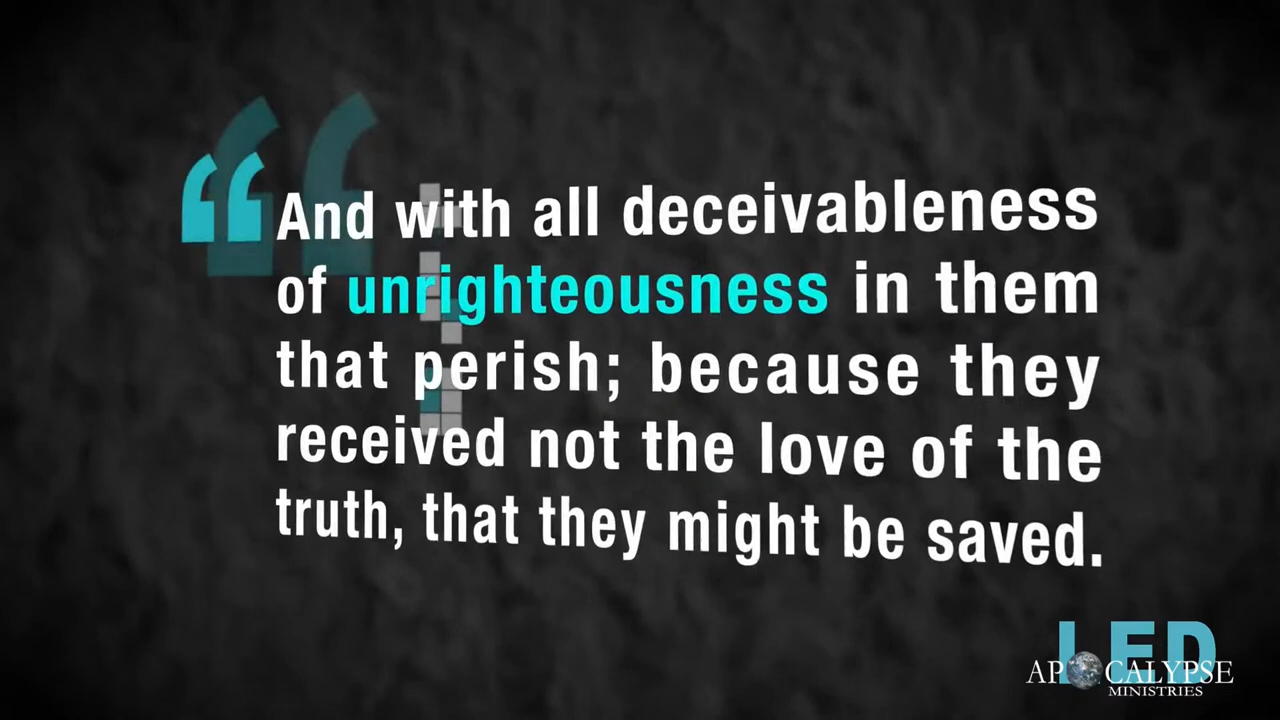 “And with all deceivableness
of unrighteousness in them
that perish; because they
received not the love of the
truth, that they might be saved.
LED
APOCALYPSE
MINISTRIES